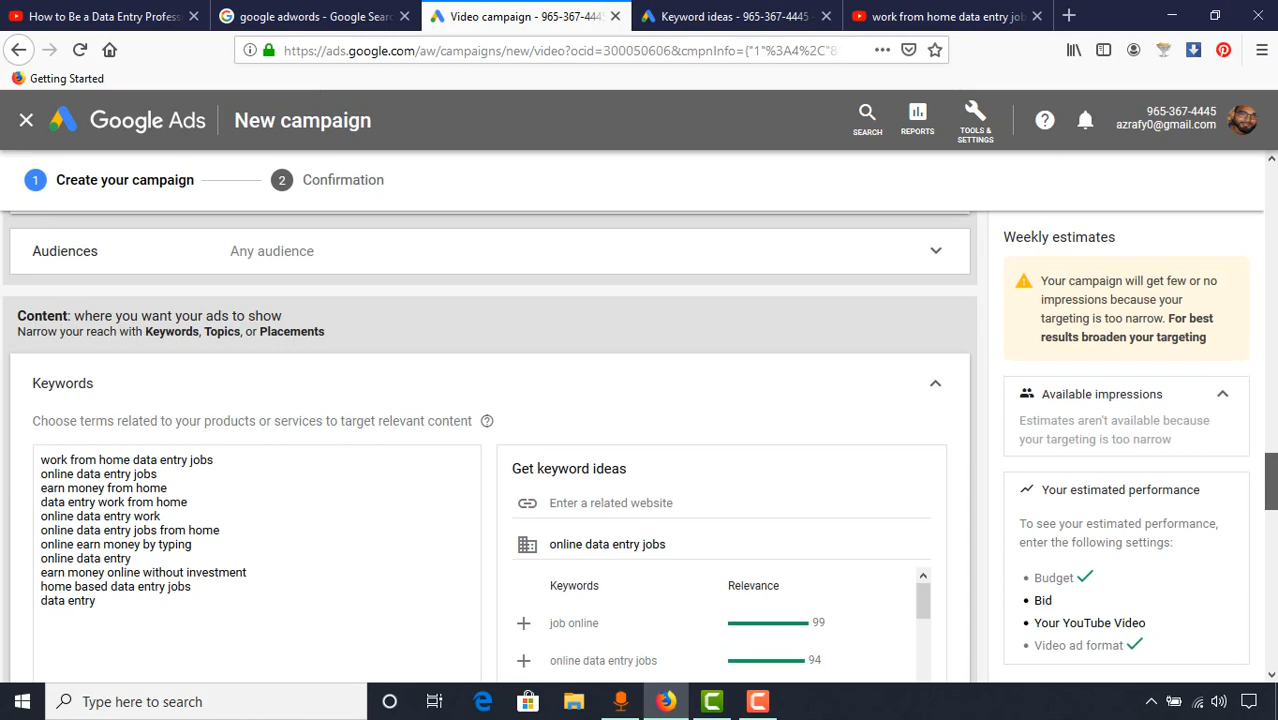 How To Be a Data Entry Profess
google adwords - Google Sear
Video campaign - 965-367-444
Keyword ideas - 965-367-4445
work from home data entry job
https://ads.google.com/aw/campaigns/new/video?ocid=300050606&cmpnInfo={"1"%3A4%2C"8"
Getting Started
Google Ads
New campaign
SEARCH
REPORTS
TOOLS &
SETTINGS
965-367-4445
azrafy0@gmail.com
1 Create your campaign
2 Confirmation
Audiences
Any audience
Content: where you want your ads to show
Narrow your reach with Keywords, Topics, or Placements
Keywords
Choose terms related to your products or services to target relevant content
work from home data entry jobs
online data entry jobs
earn money from home
data entry work from home
online data entry work
online data entry jobs from home
online earn money by typing
online data entry
earn money online without investment
home based data entry jobs
data entry
Get keyword ideas
Enter a related website
online data entry jobs
Keywords Relevance
job online 99
online data entry jobs 94
Weekly estimates
Your campaign will get few or no
impressions because your
targeting is too narrow. For best
results broaden your targeting
Available impressions
Estimates aren't available because
your targeting is too narrow
Your estimated performance
To see your estimated performance,
enter the following settings:
• Budget
• Bid
• Your YouTube Video
• Video ad format
Type here to search